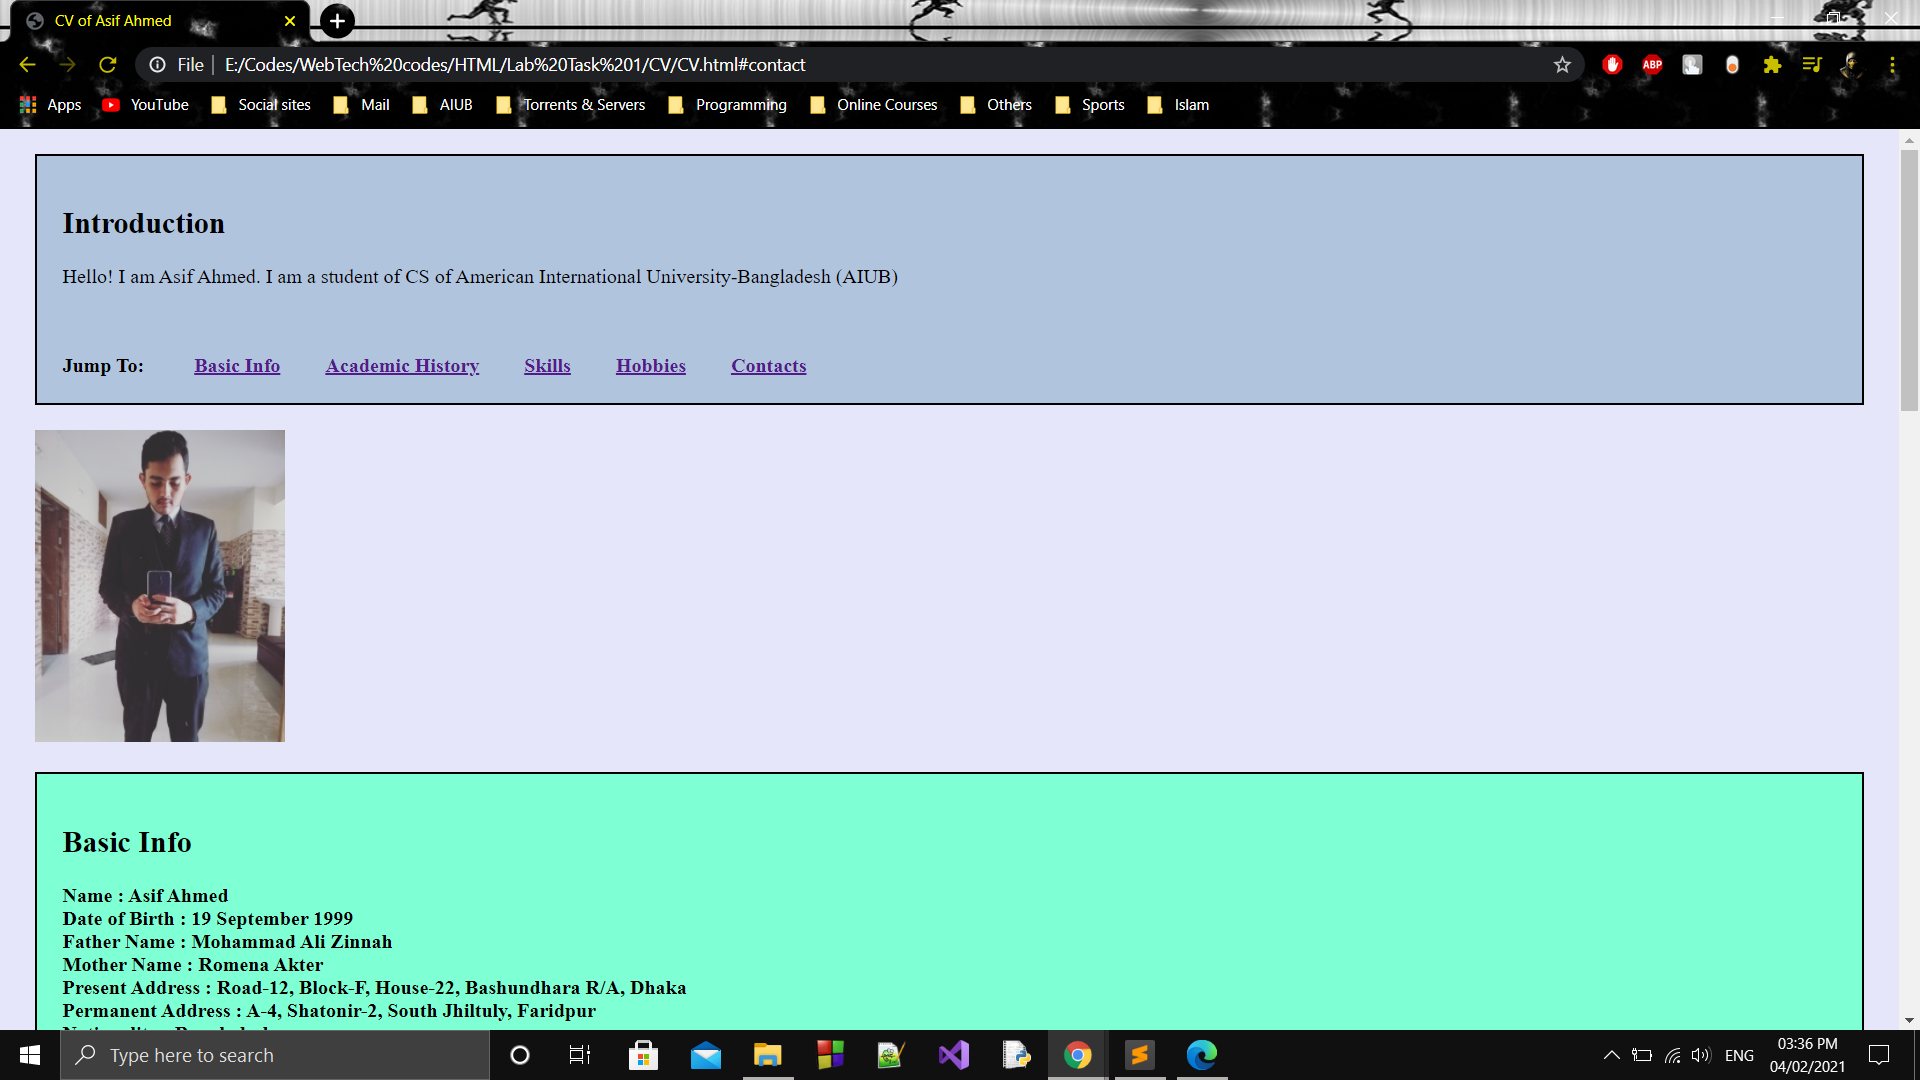 CV of Asif Ahmed
File | E:/Codes/WebTech%20codes/HTML/Lab%20Task%201/CV/CV.html#contact
ABP
Apps YouTube Social sites Mail AIUB Torrents & Servers Programming Online Courses Others Sports Islam
Introduction
Hello! I am Asif Ahmed. I am a student of CS of American International University-Bangladesh (AIUB)
Jump To: Basic Info Academic History Skills Hobbies Contacts
Basic Info
Name : Asif Ahmed
Date of Birth : 19 September 1999
Father Name : Mohammad Ali Zinnah
Mother Name : Romena Akter
Present Address : Road-12, Block-F, House-22, Bashundhara R/A, Dhaka
Permanent Address : A-4, Shatonir-2, South Jhiltuly, Faridpur
Type here to search
ENG
03:36 PM
04/02/2021